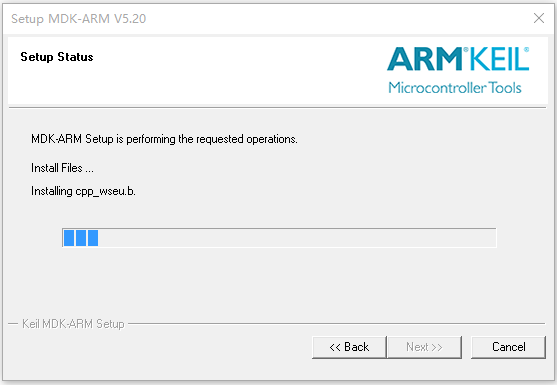 Setup MDK-ARM V5.20
Setup Status
ARM KEIL
Microcontroller Tools
MDK-ARM Setup is performing the requested operations.
Install Files ...
Installing cpp_wseu.b.
Keil MDK-ARM Setup
<< Back
Next >>
Cancel